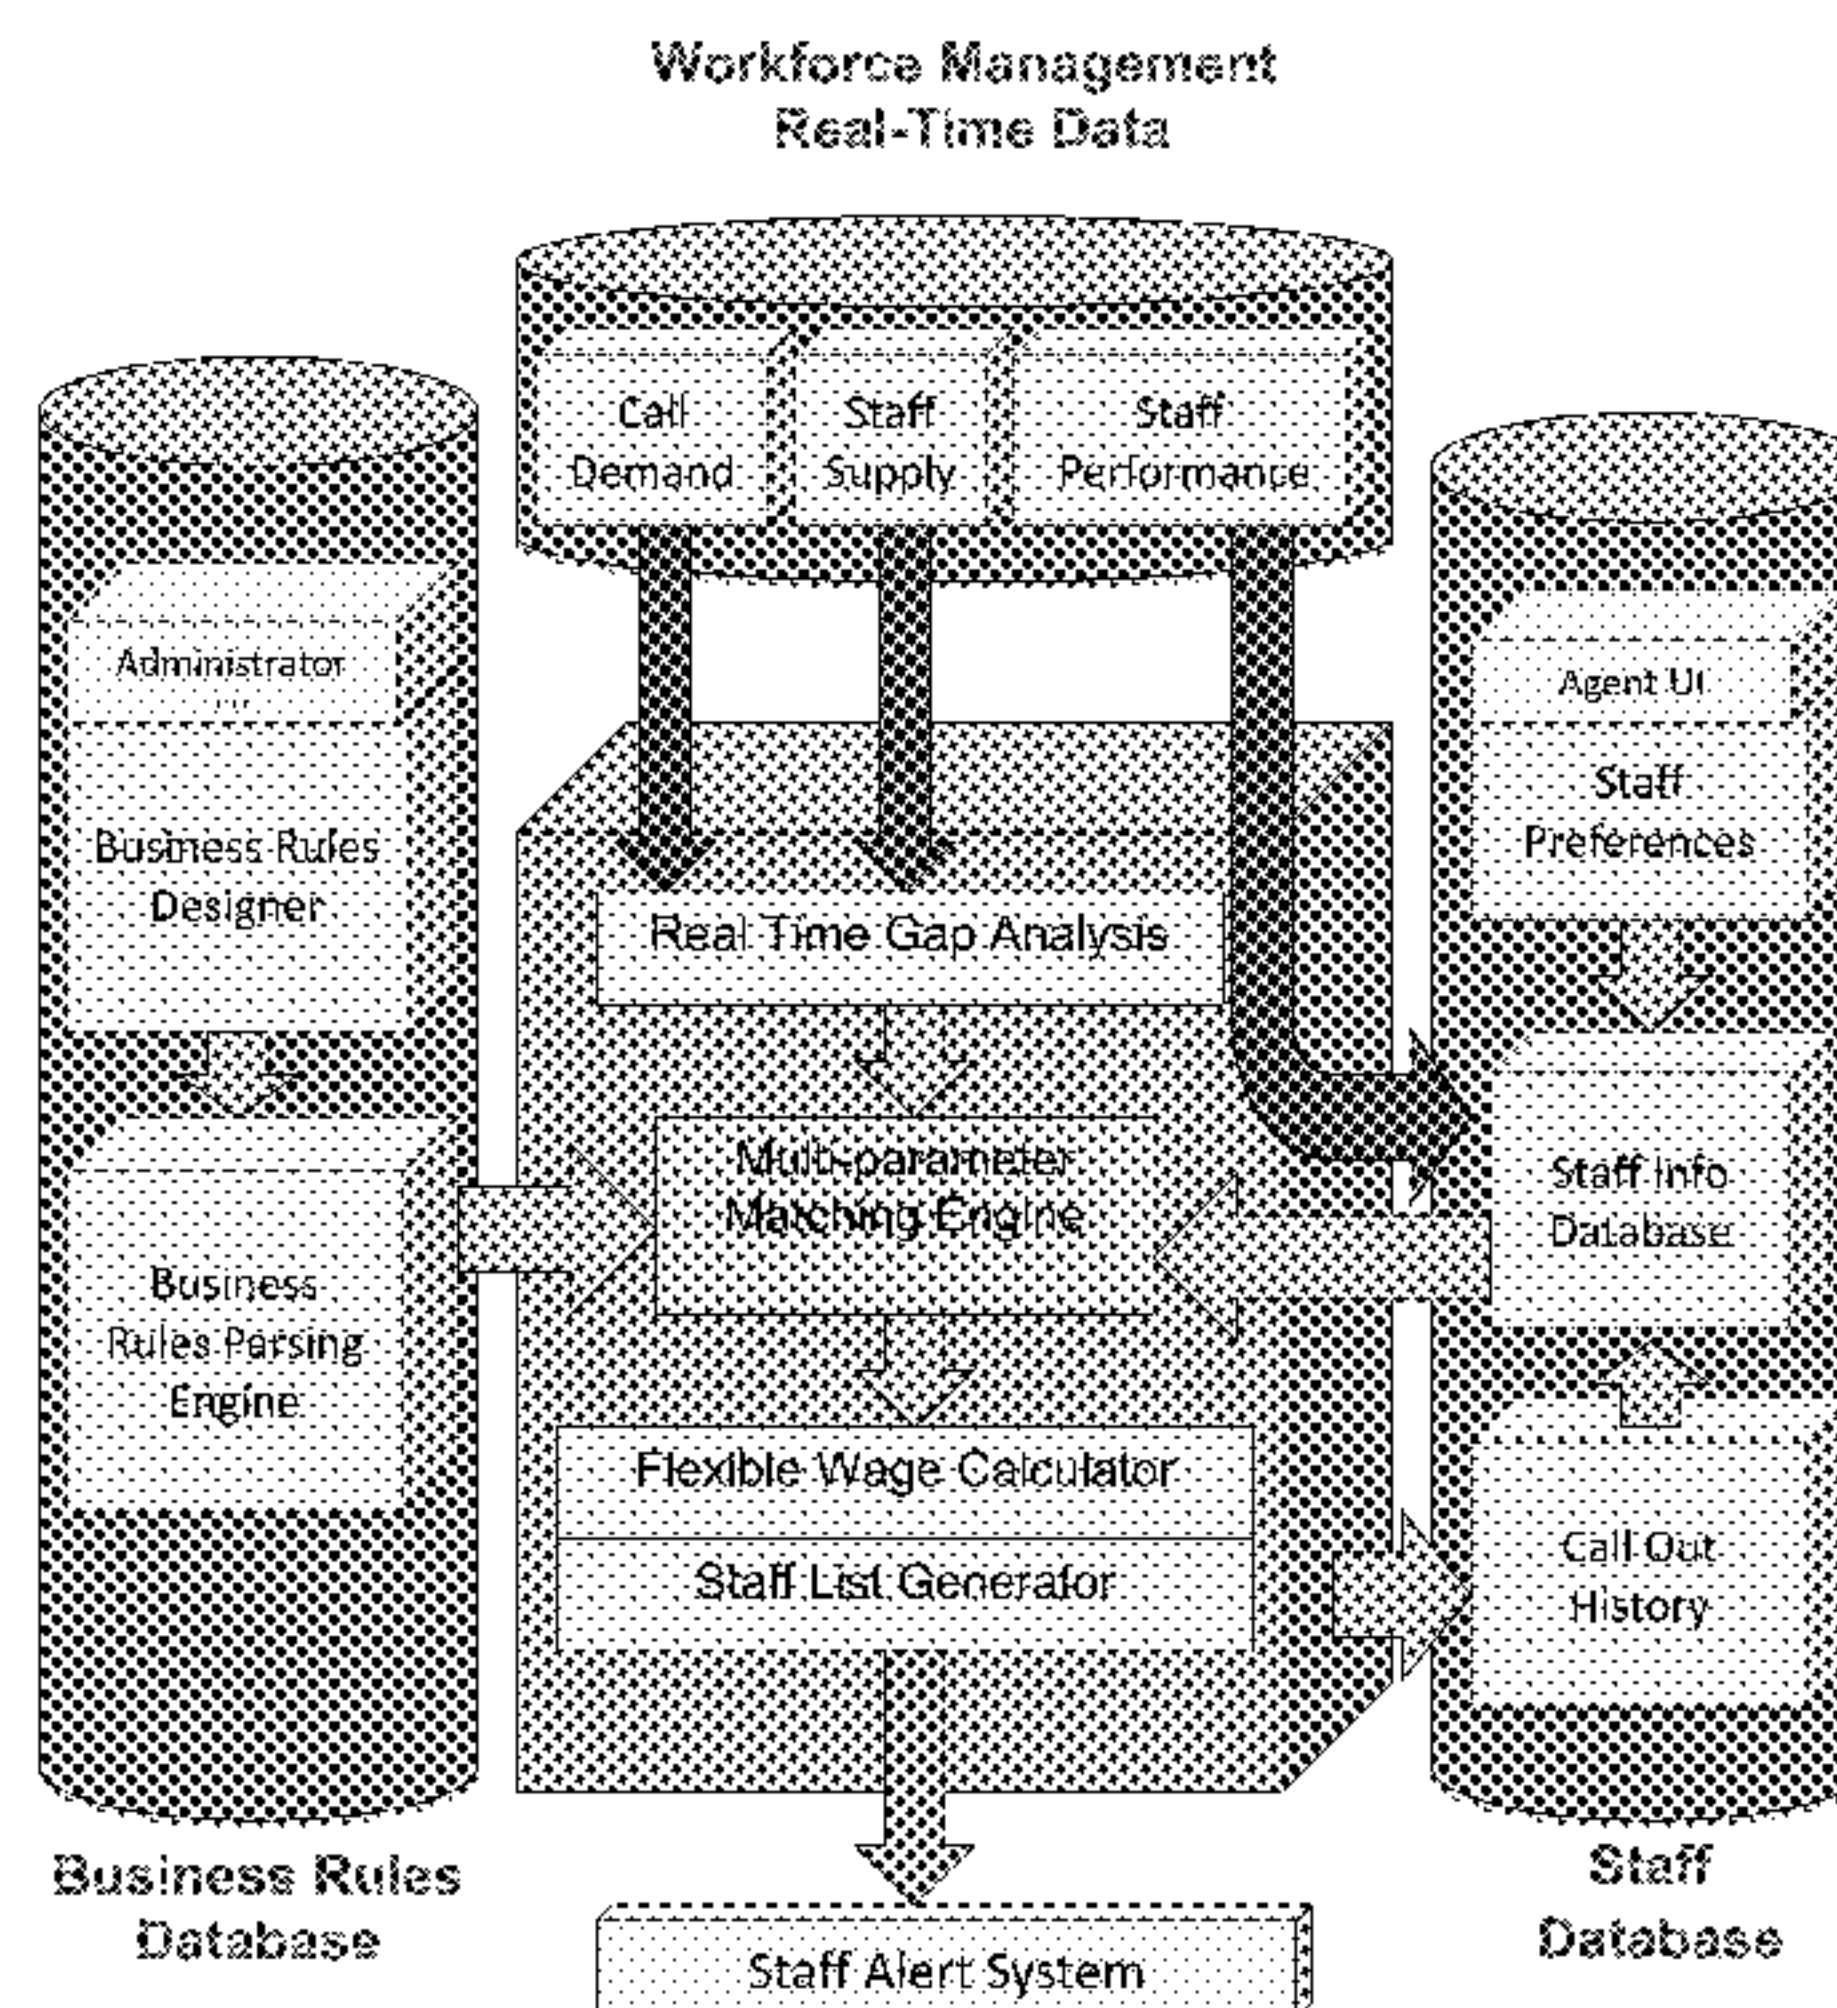 Workforce Management
Real-Time Data
Call
Demand
Staff
Supply
Staff
Performance
Administrator
Business Rules
Designer
Business
Rules Parsing
Engine
Real Time Gap Analysis
Multi-parameter
Matching Engine
Flexible Wage Calculator
Staff List Generator
Agent UI
Staff
Preferences
Staff Info
Database
Call Out
History
Business Rules
Database
Staff
Database
Staff Alert System